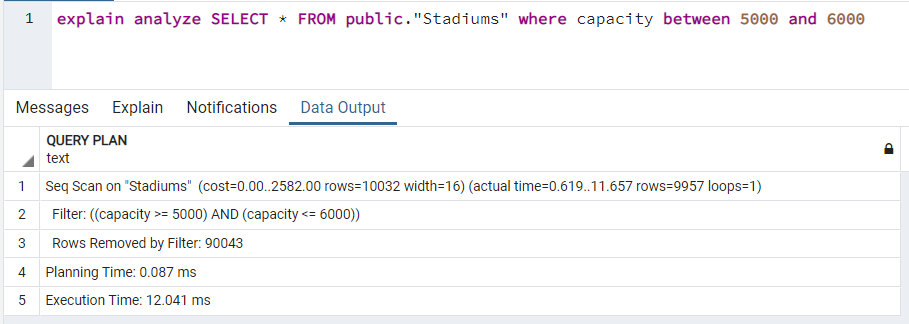 1 explain analyze SELECT * FROM public."Stadiums" where capacity between 5000 and 6000
Messages Explain Notifications Data Output
QUERY PLAN
text
1 Seq Scan on "Stadiums" (cost=0.00..2582.00 rows=10032 width=16) (actual time=0.619..11.657 rows=9957 loops=1)
2 Filter: ((capacity >= 5000) AND (capacity <= 6000))
3 Rows Removed by Filter: 90043
4 Planning Time: 0.087 ms
5 Execution Time: 12.041 ms